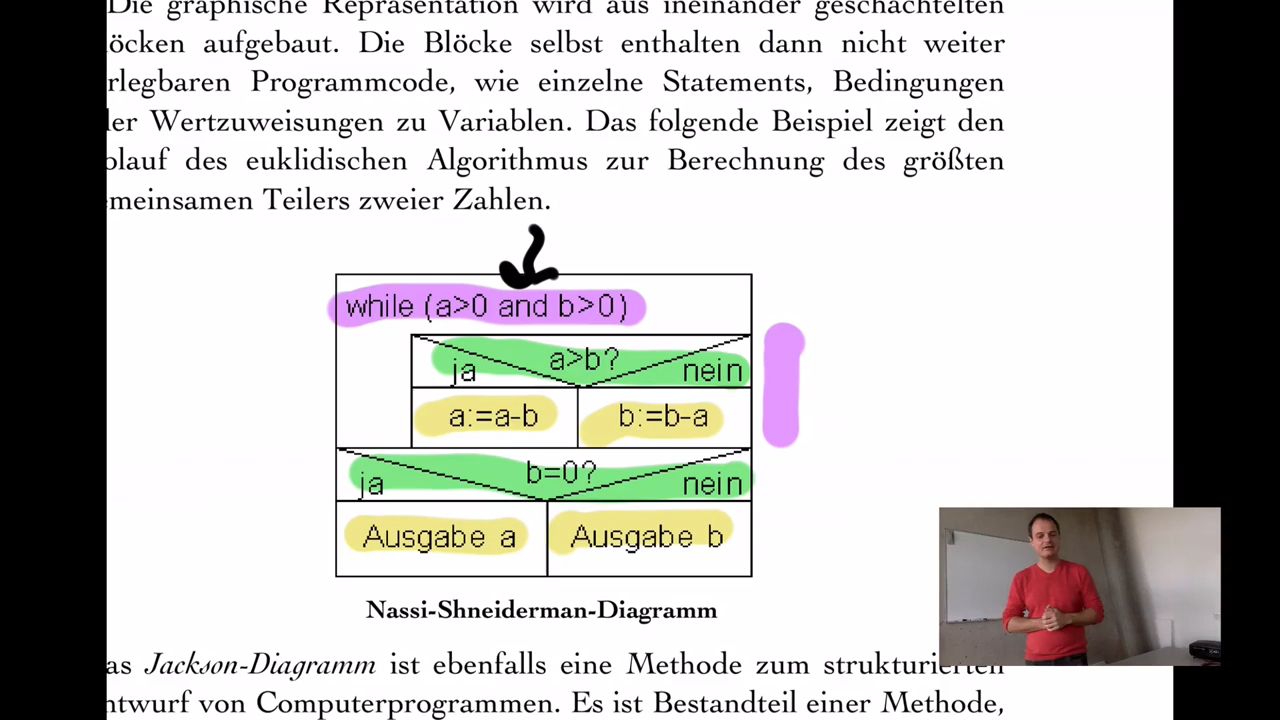 Die graphische Repräsentation wird aus ineinander geschachtelten
löcken aufgebaut. Die Blöcke selbst enthalten dann nicht weiter
rlegbaren Programmcode, wie einzelne Statements, Bedingungen
ler Wertzuweisungen zu Variablen. Das folgende Beispiel zeigt den
blauf des euklidischen Algorithmus zur Berechnung des größten
emeinsamen Teilers zweier Zahlen.
while (a>0 and b>0)
ja a>b? nein
a:=a-b b:=b-a
ja b=0? nein
Ausgabe a Ausgabe b
Nassi-Shneiderman-Diagramm
as Jackson-Diagramm ist ebenfalls eine Methode zum strukturierten
ntwurf von Computerprogrammen. Es ist Bestandteil einer Methode,